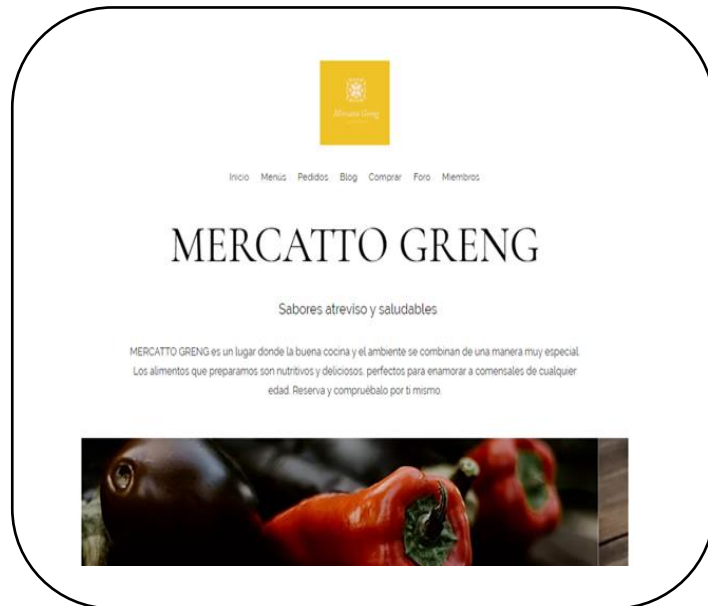 Mercatto Greng
Inicio Menús Pedidos Blog Comprar Foro Miembros
MERCATTO GRENG
Sabores atreviso y saludables
MERCATTO GRENG es un lugar donde la buena cocina y el ambiente se combinan de una manera muy especial.
Los alimentos que preparamos son nutritivos y deliciosos, perfectos para enamorar a comensales de cualquier
edad. Reserva y compruébalo por ti mismo.